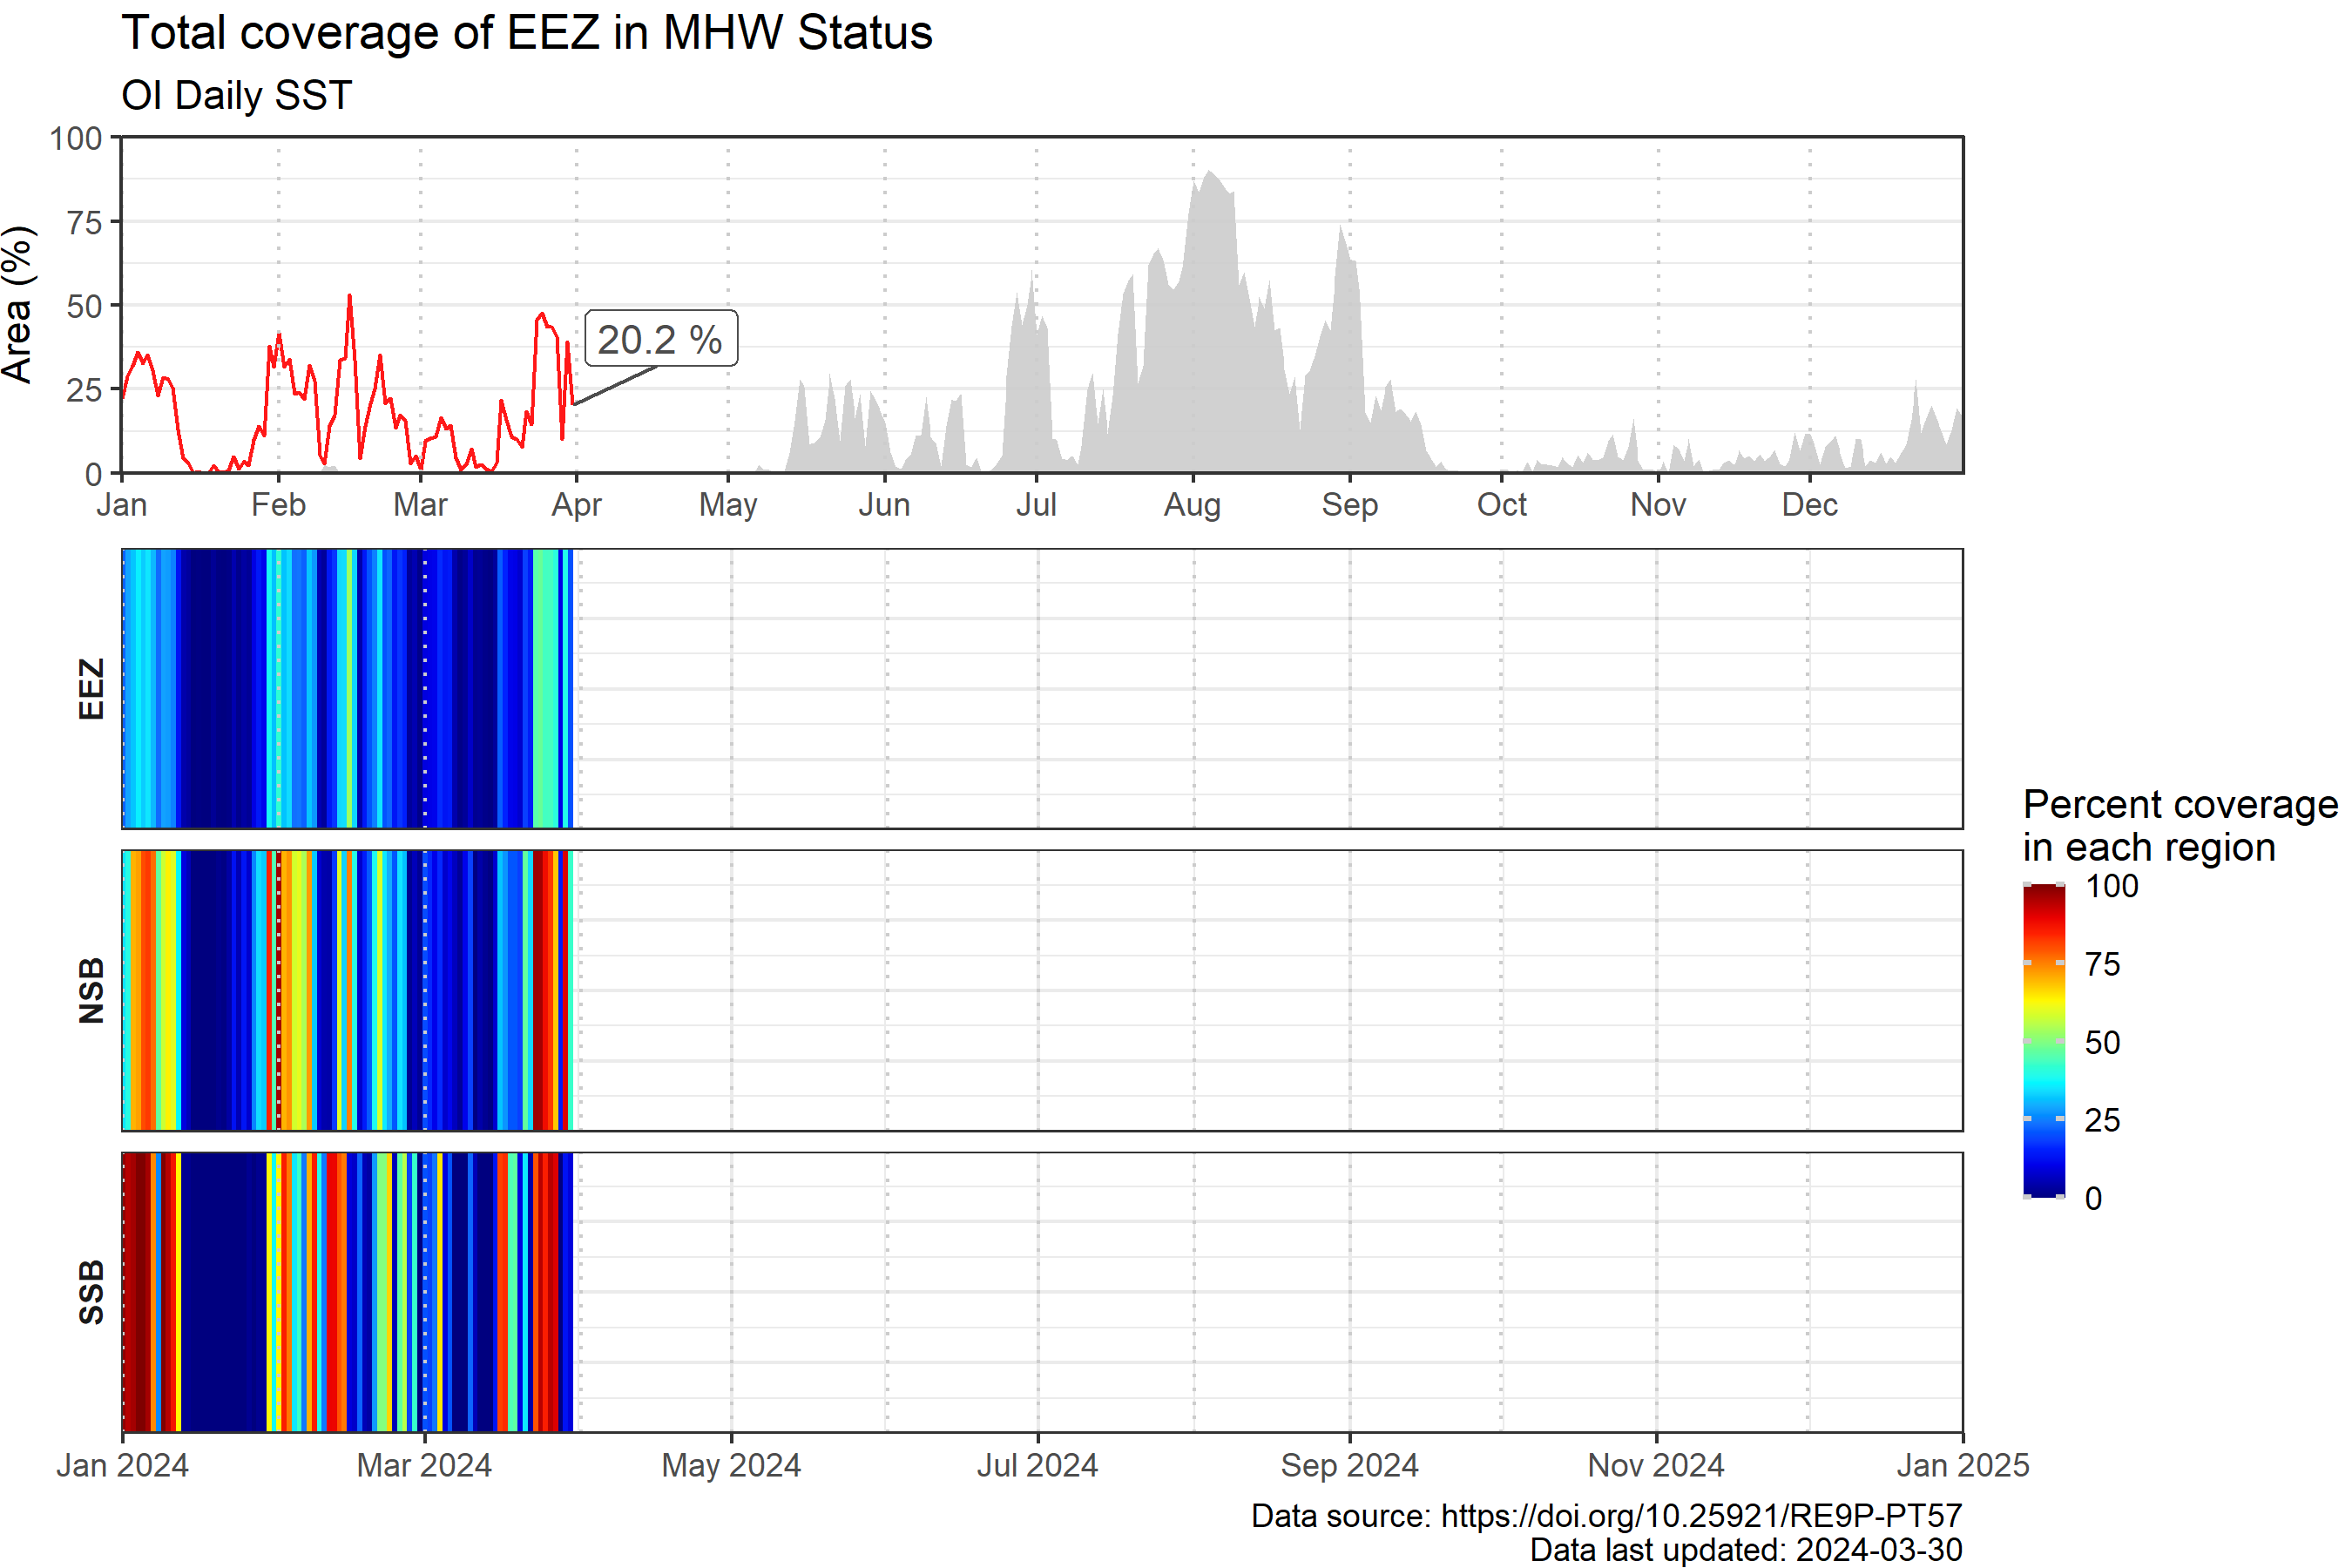 Total coverage of EEZ in MHW Status
OI Daily SST
Area (%)
100
75
50
25
0
20.2 %
Jan Feb Mar Apr May Jun Jul Aug Sep Oct Nov Dec
EEZ
NSB
SSB
Percent coverage
in each region
100
75
50
25
0
Jan 2024 Mar 2024 May 2024 Jul 2024 Sep 2024 Nov 2024 Jan 2025
Data source: https://doi.org/10.25921/RE9P-PT57
Data last updated: 2024-03-30